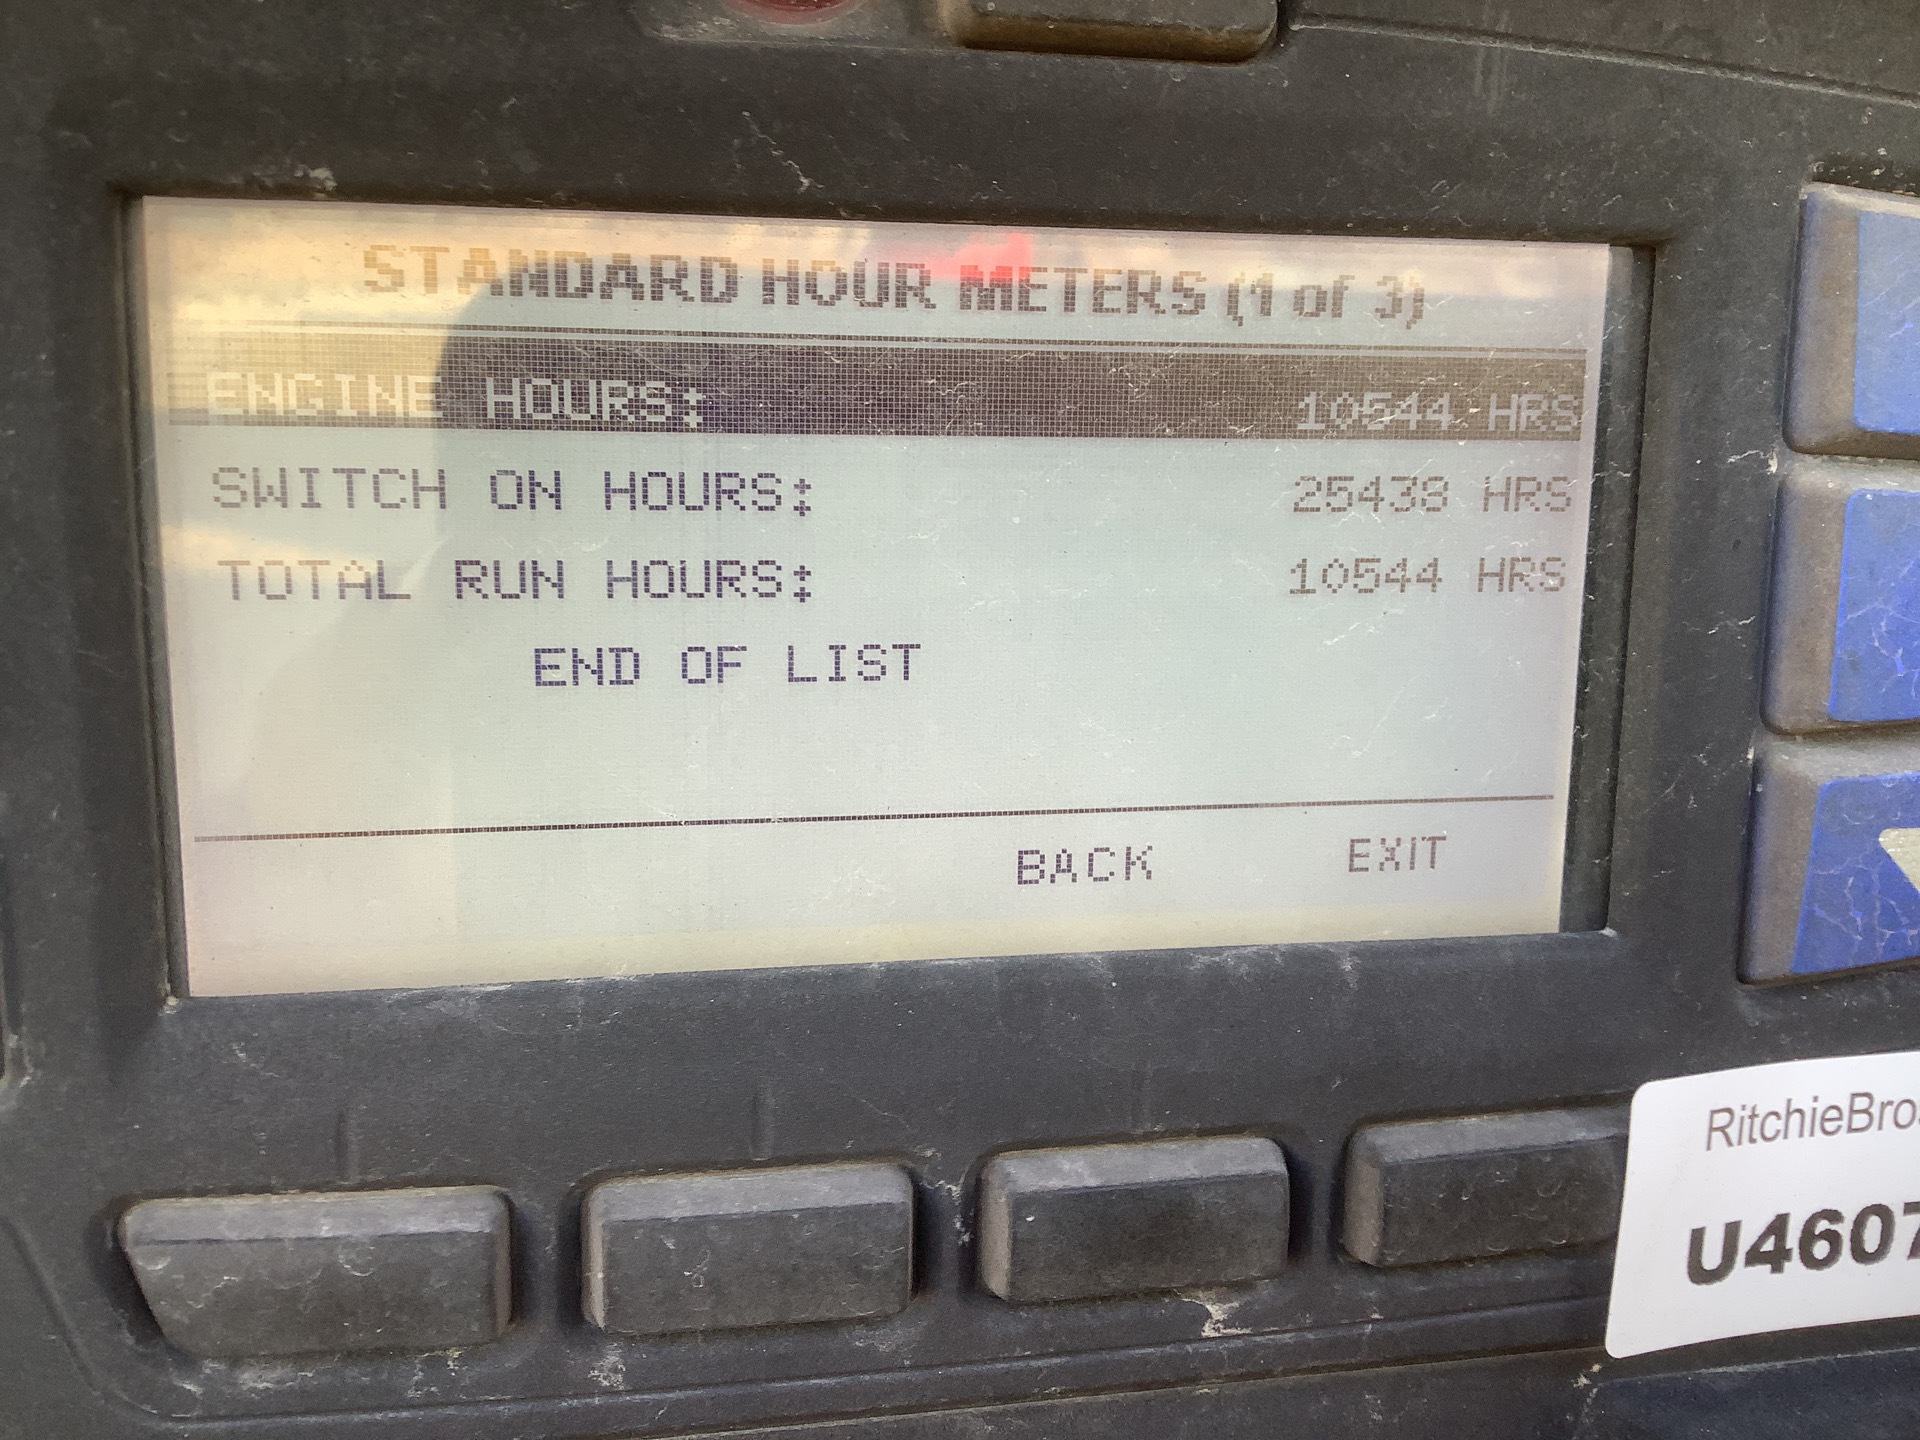 STANDARD HOUR METERS (1 of 3)
ENGINE HOURS: 10544 HRS
SWITCH ON HOURS: 25438 HRS
TOTAL RUN HOURS: 10544 HRS
END OF LIST
BACK EXIT
RitchieBros
U4607